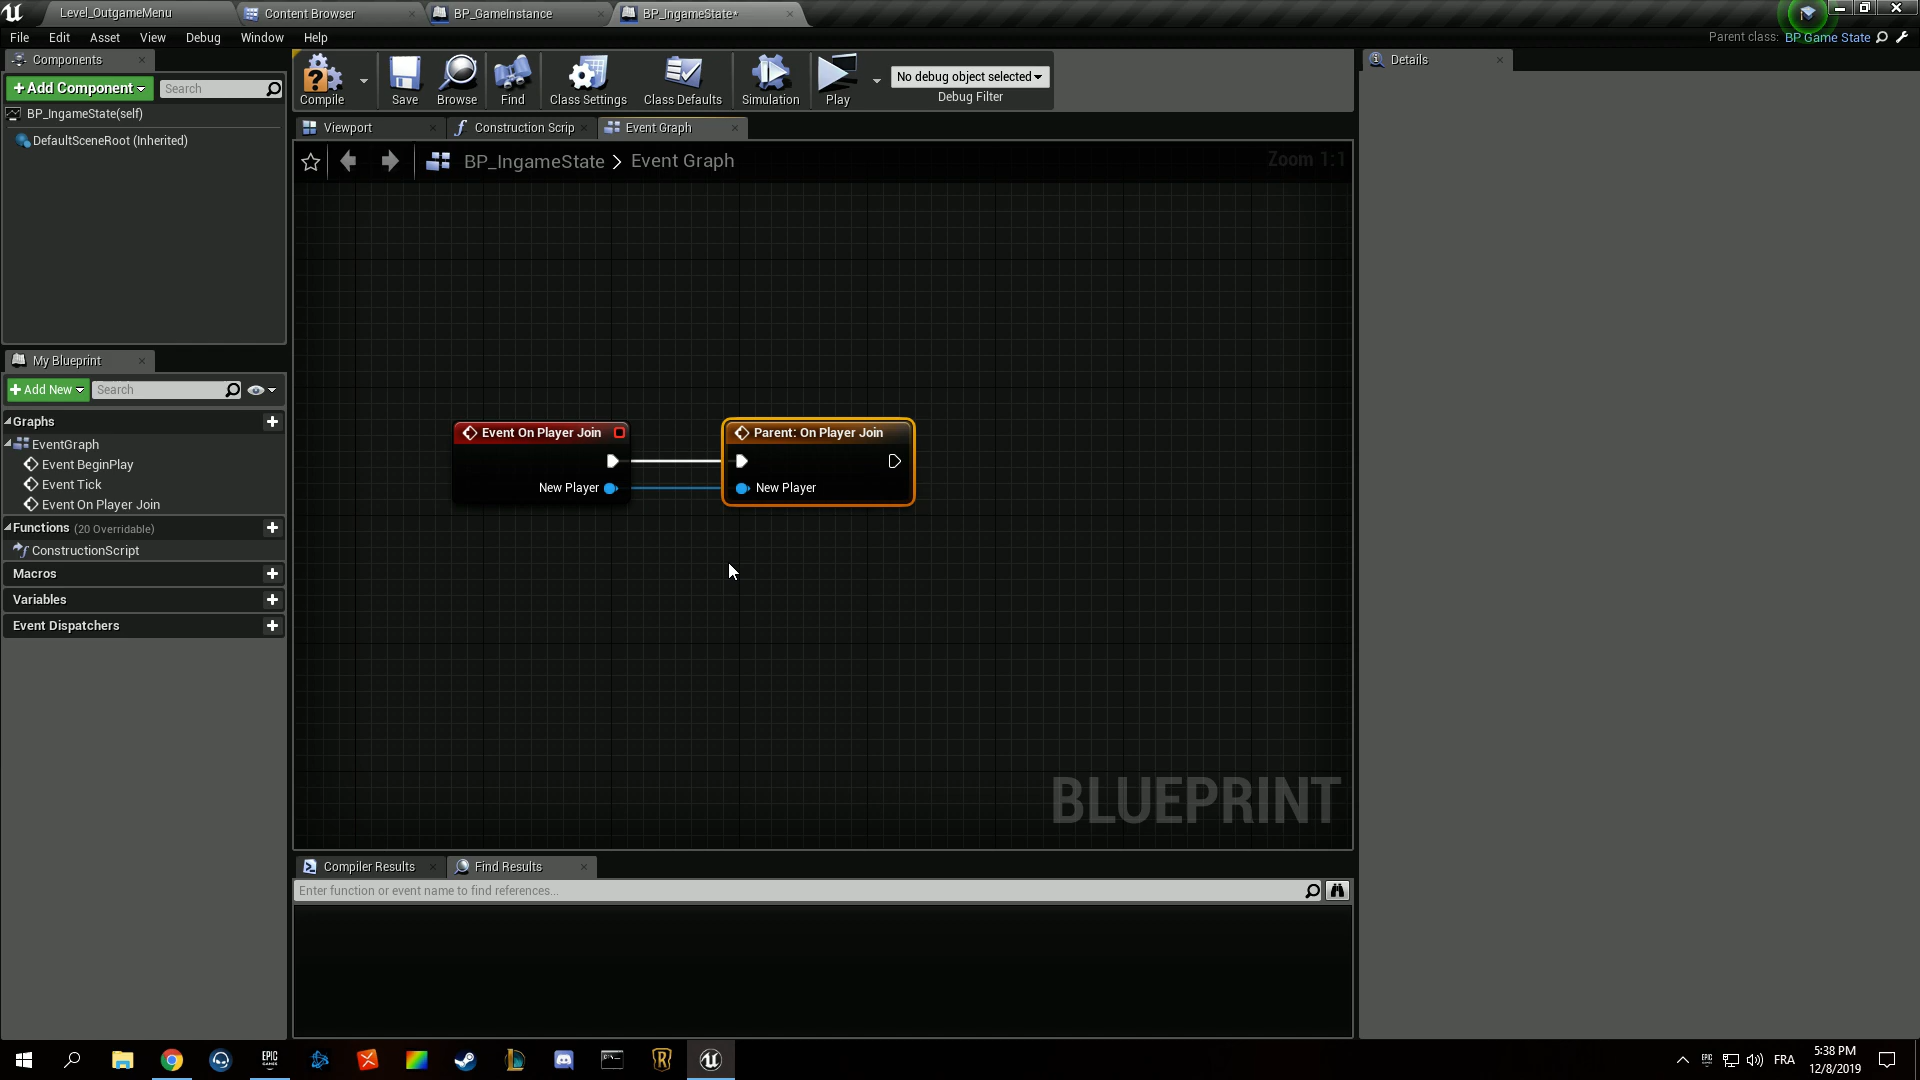 Level_OutgameMenu
Content Browser
BP_GameInstance
BP_IngameState*
File Edit Asset View Debug Window Help
Parent class: BP Game State
Components
+Add Component
Search
BP_IngameState(self)
DefaultSceneRoot (Inherited)
Compile
Save
Browse
Find
Class Settings
Class Defaults
Simulation
Play
No debug object selected
Debug Filter
Details
Viewport
Construction Scrip
Event Graph
BP_IngameState > Event Graph
Zoom 1:1
Event On Player Join
New Player
Parent: On Player Join
New Player
BLUEPRINT
My Blueprint
+Add New
Search
Graphs
EventGraph
Event BeginPlay
Event Tick
Event On Player Join
Functions (20 Overridable)
ConstructionScript
Macros
Variables
Event Dispatchers
Compiler Results
Find Results
Enter function or event name to find references...
EPIC GAMES
FRA
5:38 PM
12/8/2019